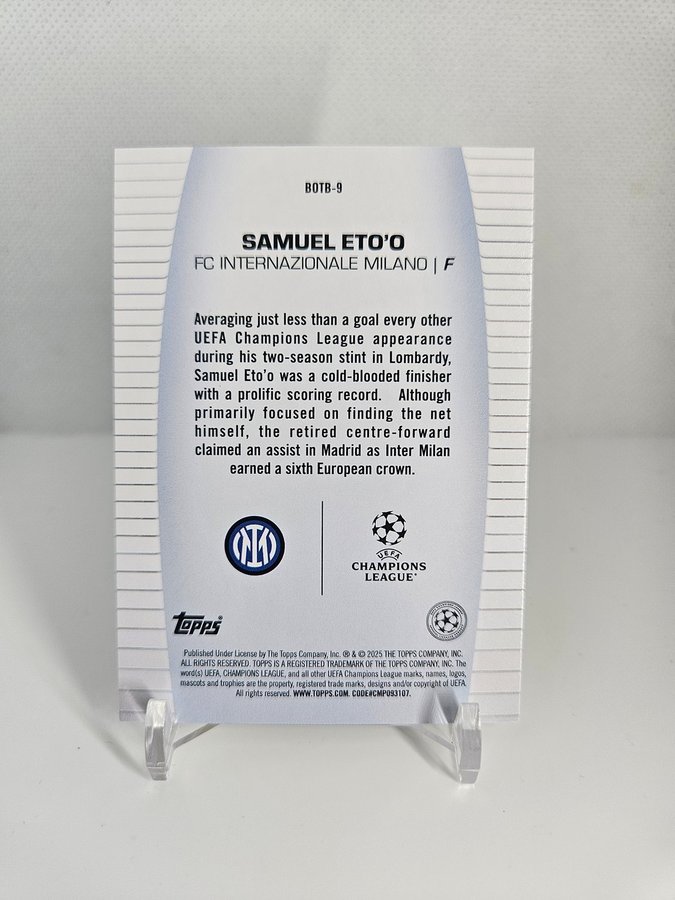 BOTB-9
SAMUEL ETO'O
FC INTERNAZIONALE MILANO | F
Averaging just less than a goal every other
UEFA Champions League appearance
during his two-season stint in Lombardy,
Samuel Eto'o was a cold-blooded finisher
with a prolific scoring record. Although
primarily focused on finding the net
himself, the retired centre-forward
claimed an assist in Madrid as Inter Milan
earned a sixth European crown.
UEFA
CHAMPIONS
LEAGUE
Topps
Published Under License by The Topps Company, Inc. ® & © 2025 THE TOPPS COMPANY, INC.
ALL RIGHTS RESERVED. TOPPS IS A REGISTERED TRADEMARK OF THE TOPPS COMPANY, INC. The
word(s) UEFA, CHAMPIONS LEAGUE, and all other UEFA Champions League marks, names, logos,
mascots and trophies are the property, registered trade marks, designs and/or copyright of UEFA.
All rights reserved. WWW.TOPPS.COM. CODE#CMP093107.